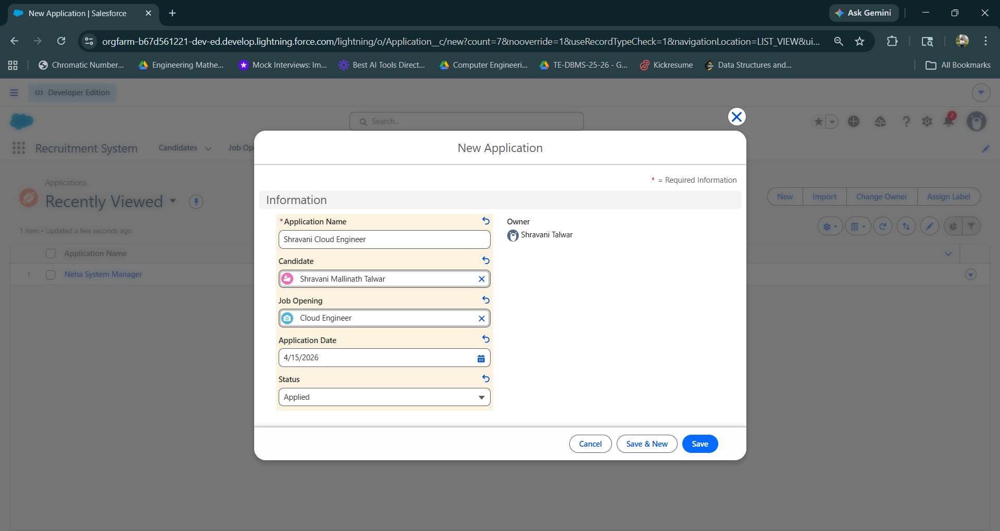 New Application | Salesforce
Ask Gemini
orgfarm-b67d561221-dev-ed.develop.lightning.force.com/lightning/o/Application__c/new?count=7&nooverride=1&useRecordTypeCheck=1&navigationLocation=LIST_VIEW&ui...
Chromatic Number...
Engineering Mathe...
Mock Interviews: Im...
Best AI Tools Direct...
Computer Engineeri...
TE-DBMS-25-26 - G...
Kickresume
Data Structures and...
All Bookmarks
</> Developer Edition
Search...
2
Recruitment System
Candidates
Job Op
New Application
* = Required Information
Applications
Recently Viewed
New
Import
Change Owner
Assign Label
1 item • Updated a few seconds ago
Application Name
1
Neha System Manager
Information
*Application Name
Shravani Cloud Engineer
Owner
Shravani Talwar
Candidate
Shravani Mallinath Talwar
Job Opening
Cloud Engineer
Application Date
4/15/2026
Status
Applied
Cancel
Save & New
Save